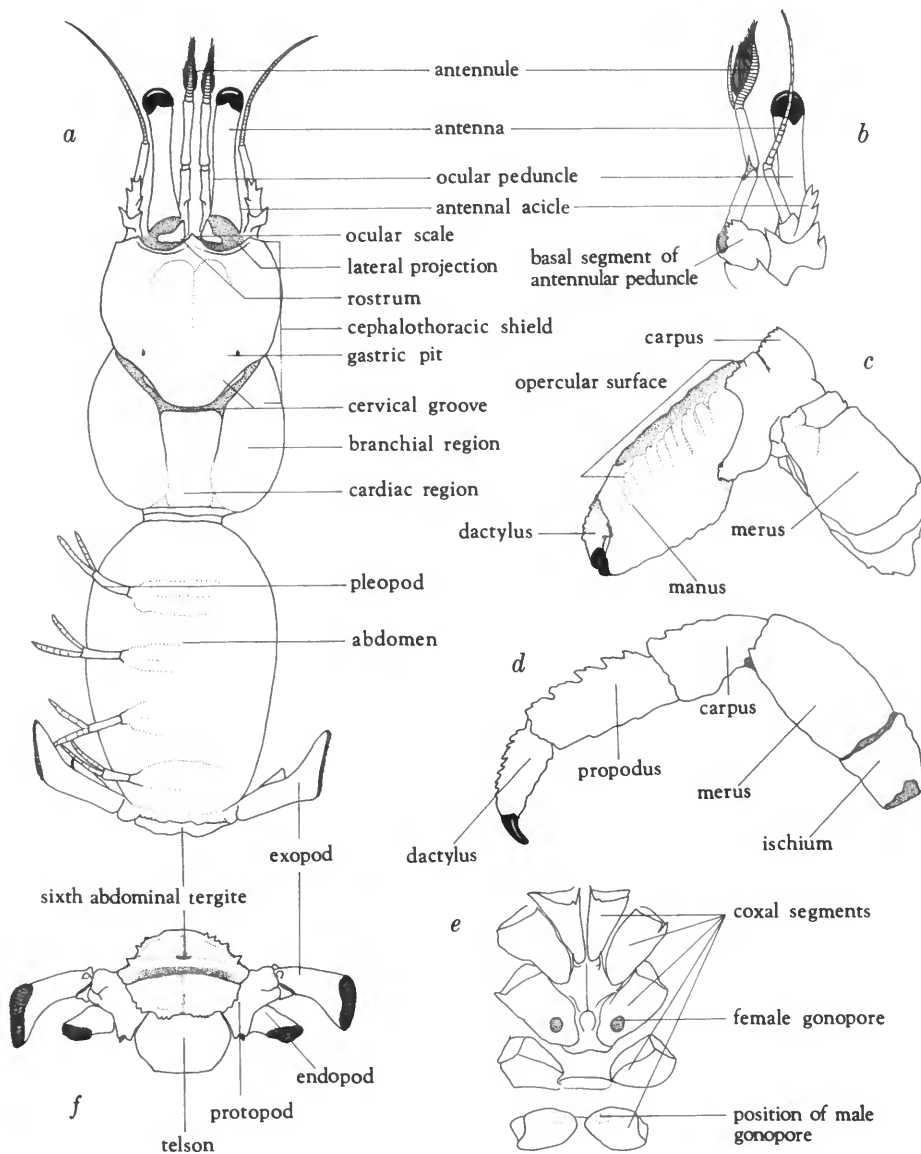 a
antennule
antenna
ocular peduncle
antennal acicle
ocular scale
lateral projection
rostrum
cephalothoracic shield
gastric pit
cervical groove
branchial region
cardiac region
pleopod
abdomen
exopod
sixth abdominal tergite
b
basal segment of
antennular peduncle
carpus
c
opercular surface
dactylus
merus
manus
d
carpus
propodus
merus
dactylus
ischium
e
coxal segments
female gonopore
position of male
gonopore
endopod
f
protopod
telson